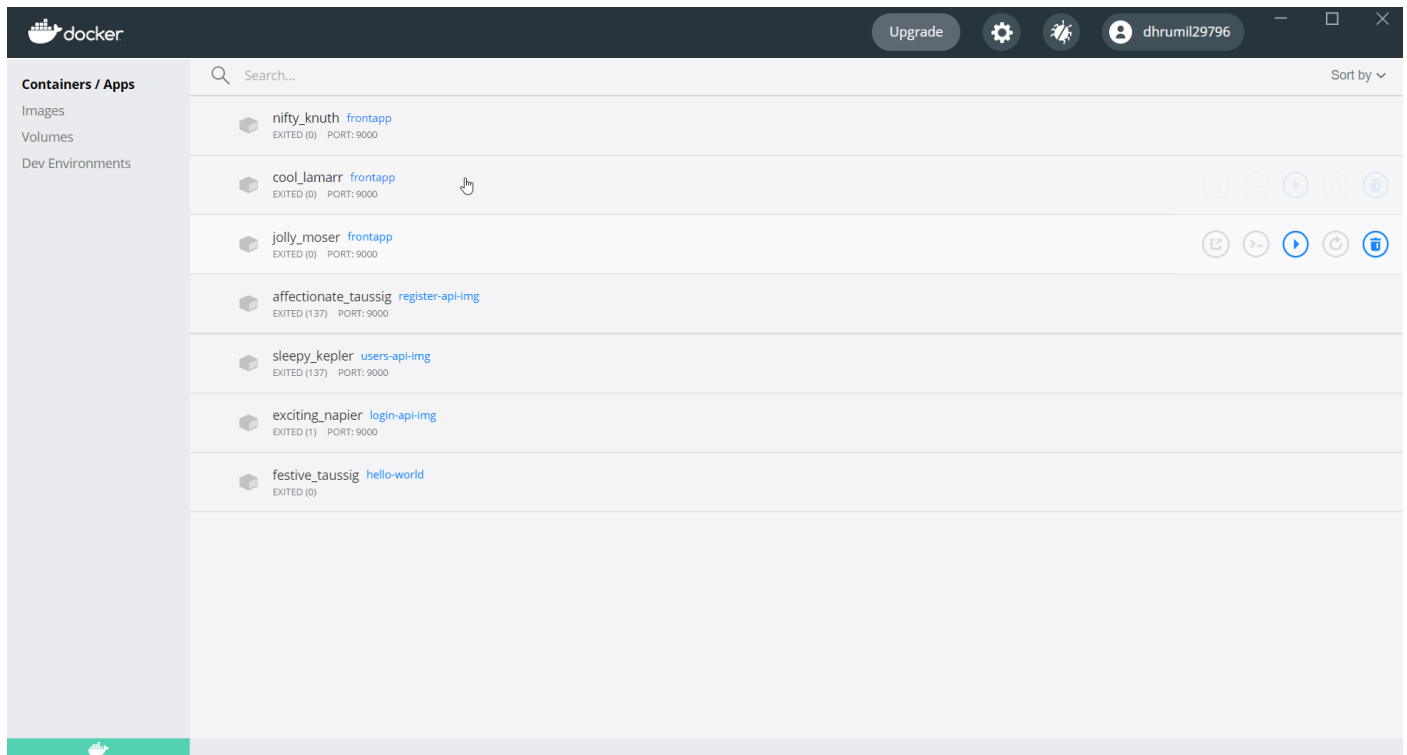 docker
Upgrade
dhrumil29796
Containers / Apps
Images
Volumes
Dev Environments
Search...
Sort by
nifty_knuth frontapp
EXITED (0) PORT: 9000
cool_lamarr frontapp
EXITED (0) PORT: 9000
jolly_moser frontapp
EXITED (0) PORT: 9000
affectionate_taussig register-api-img
EXITED (137) PORT: 9000
sleepy_kepler users-api-img
EXITED (137) PORT: 9000
exciting_napier login-api-img
EXITED (1) PORT: 9000
festive_taussig hello-world
EXITED (0)